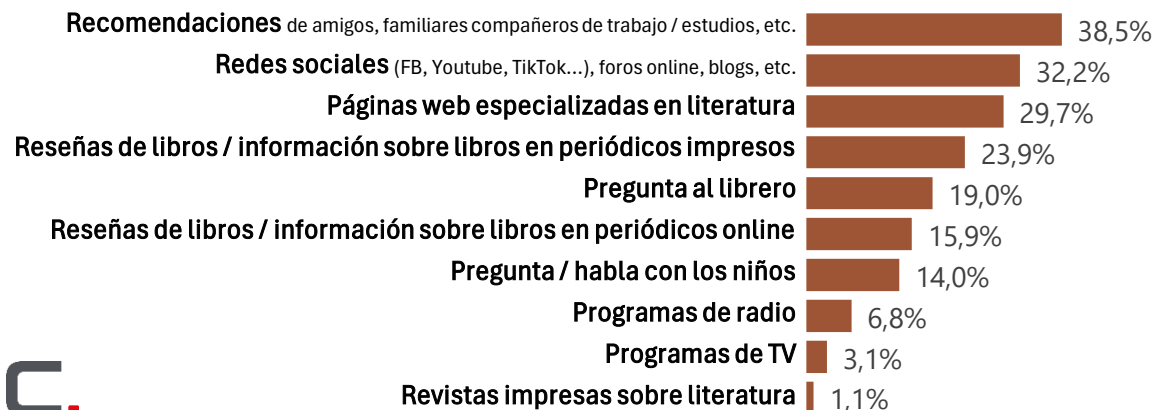 Recomendaciones de amigos, familiares compañeros de trabajo / estudios, etc. 38,5%
Redes sociales (FB, Youtube, TikTok...), foros online, blogs, etc. 32,2%
Páginas web especializadas en literatura 29,7%
Reseñas de libros / información sobre libros en periódicos impresos 23,9%
Pregunta al librero 19,0%
Reseñas de libros / información sobre libros en periódicos online 15,9%
Pregunta / habla con los niños 14,0%
Programas de radio 6,8%
Programas de TV 3,1%
Revistas impresas sobre literatura 1,1%